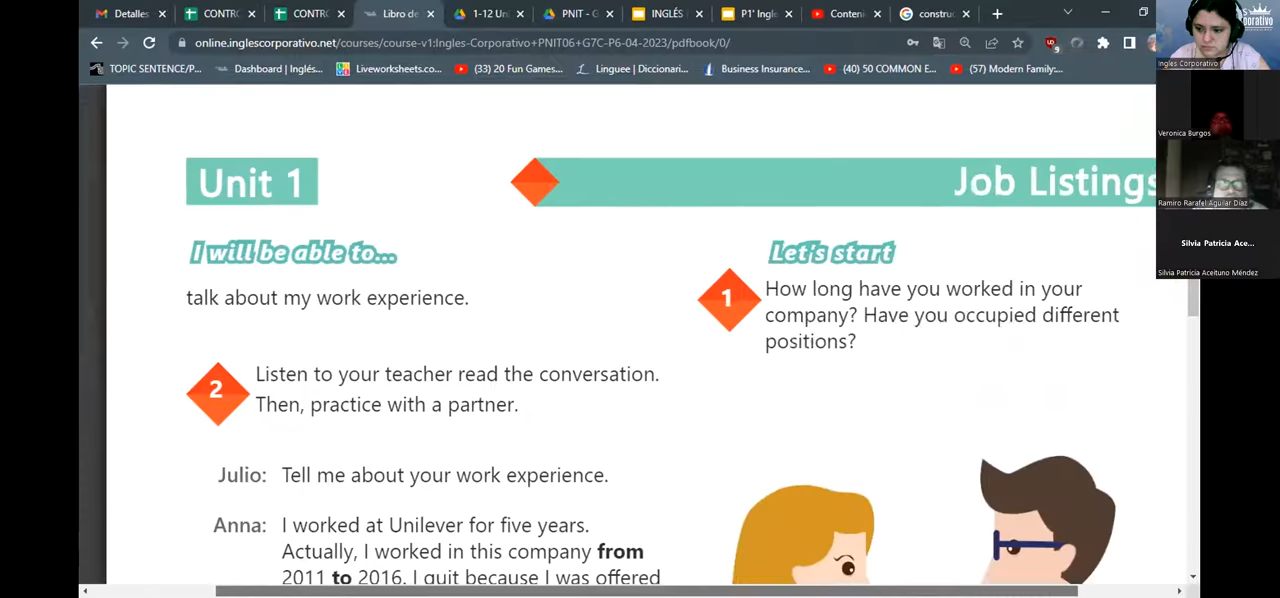 Detalles
CONTRO
CONTRO
Libro de
1-12 Uni
PNIT - G
INGLÉS
P1' Ingle
Conteni
constru
online.inglescorporativo.net/courses/course-v1:Ingles-Corporativo+PNIT06+G7C-P6-04-2023/pdfbook/0/
TOPIC SENTENCE/P...
Dashboard | Inglés...
Liveworksheets.co...
(33) 20 Fun Games...
Linguee | Diccionari...
Business Insurance...
(40) 50 COMMON E...
(57) Modern Family:...
Ingles Corporativo
Veronica Burgos
Ramiro Rarafel Aguilar Díaz
Silvia Patricia Ace...
Silvia Patricia Aceituno Méndez
Unit 1
Job Listings
I will be able to...
talk about my work experience.
Let's start
1
How long have you worked in your
company? Have you occupied different
positions?
2
Listen to your teacher read the conversation.
Then, practice with a partner.
Julio: Tell me about your work experience.
Anna: I worked at Unilever for five years.
Actually, I worked in this company from
2011 to 2016. I quit because I was offered